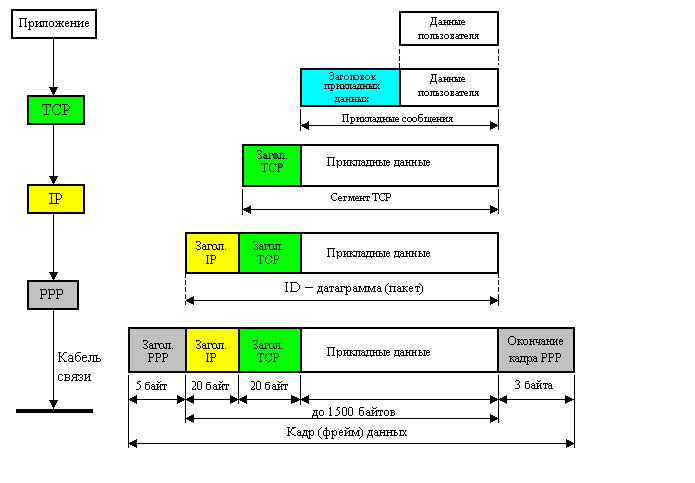 Приложение
Данные
пользователя
Заголовок
прикладных
данных
Данные
пользователя
TCP
Прикладные сообщения
Загол.
TCP
Прикладные данные
IP
Сегмент TCP
Загол.
IP
Загол.
TCP
Прикладные данные
PPP
ID – датаграмма (пакет)
Кабель
связи
Загол.
PPP
Загол.
IP
Загол.
TCP
Прикладные данные
Окончание
кадра PPP
5 байт
20 байт
20 байт
3 байта
до 1500 байтов
Кадр (фрейм) данных